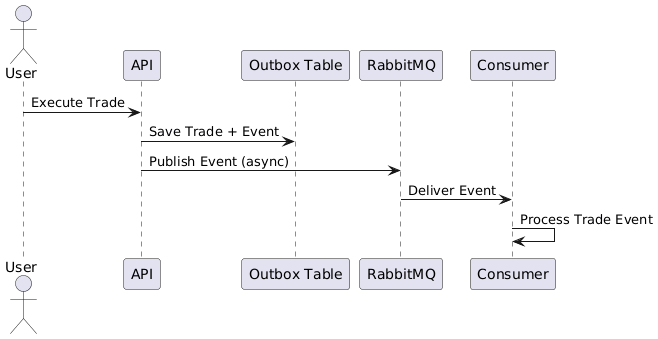 User
API
Outbox Table
RabbitMQ
Consumer
Execute Trade
Save Trade + Event
Publish Event (async)
Deliver Event
Process Trade Event
User
API
Outbox Table
RabbitMQ
Consumer